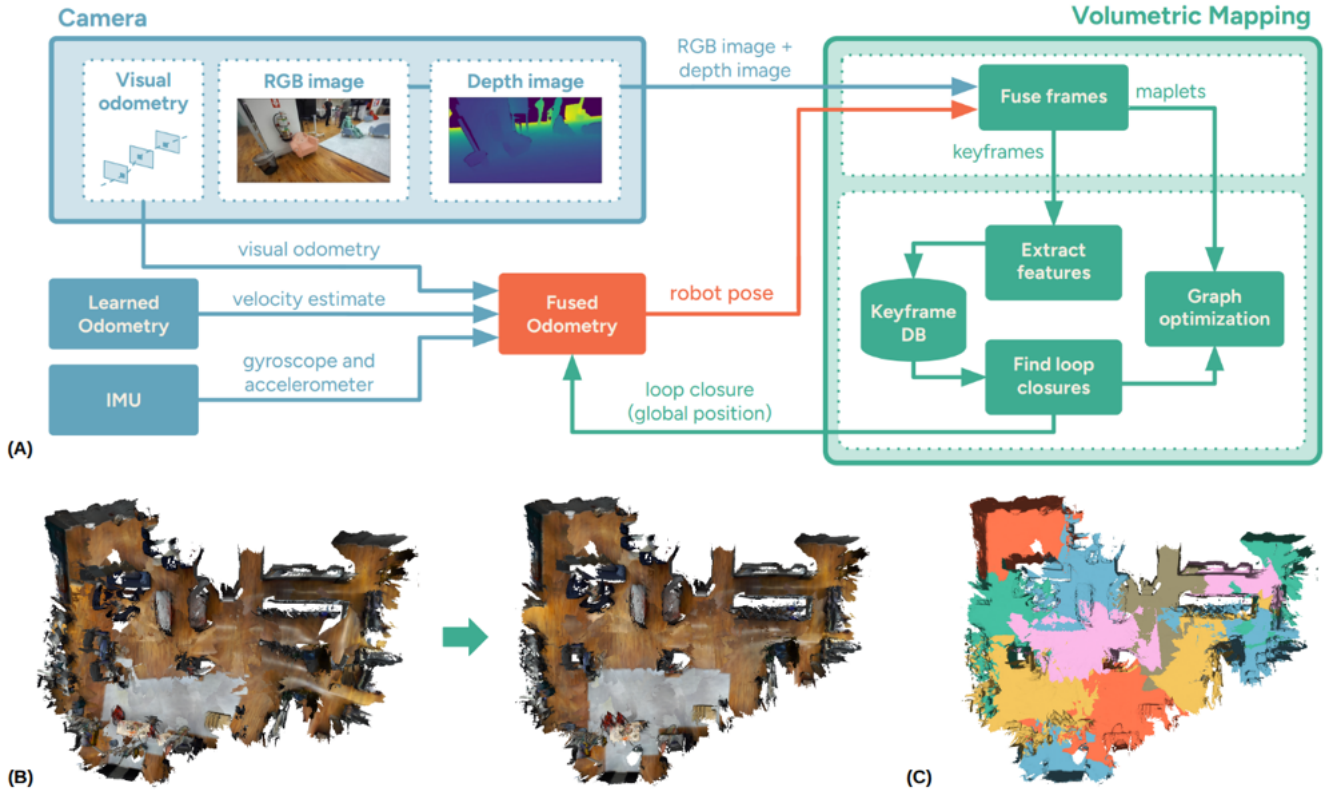 Camera
Volumetric Mapping
Visual
odometry
RGB image
Depth image
RGB image +
depth image
Fuse frames
maplets
keyframes
visual odometry
Extract
features
Learned
Odometry
velocity estimate
Fused
Odometry
robot pose
Keyframe
DB
Graph
optimization
gyroscope and
accelerometer
IMU
Find loop
closures
loop closure
(global position)
(A)
(B)
(C)